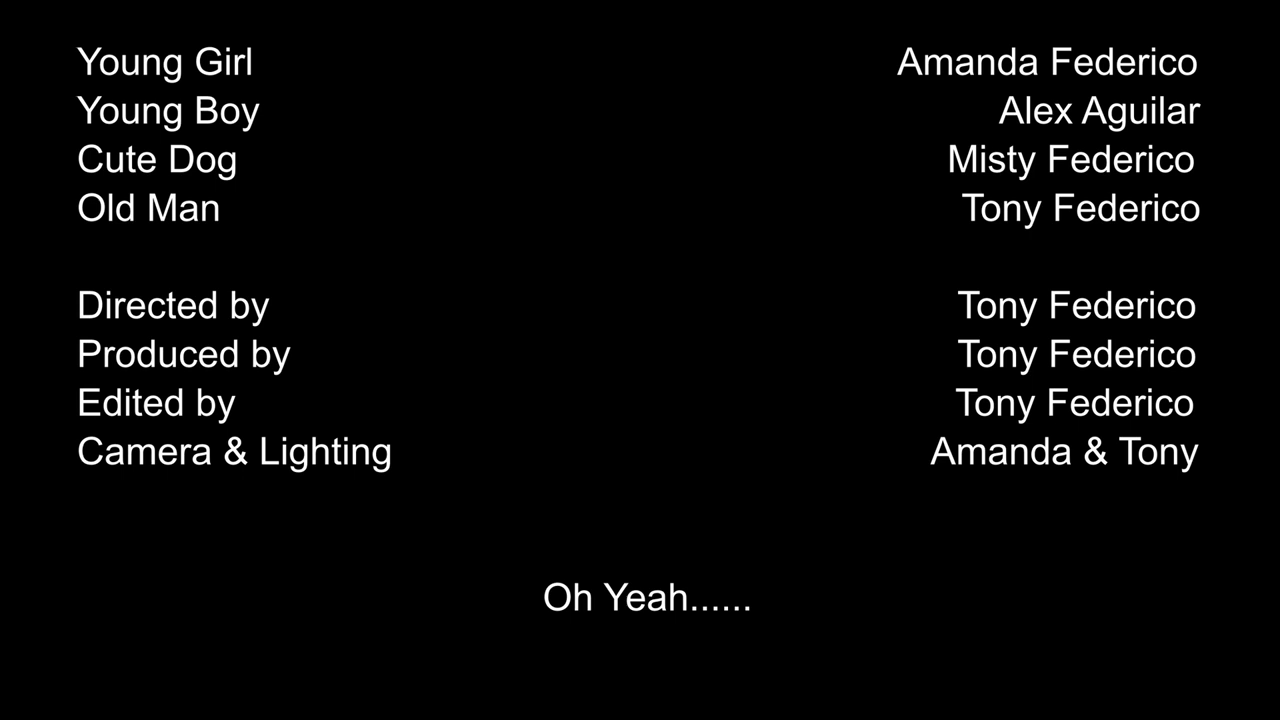 Young Girl Amanda Federico
Young Boy Alex Aguilar
Cute Dog Misty Federico
Old Man Tony Federico
Directed by Tony Federico
Produced by Tony Federico
Edited by Tony Federico
Camera & Lighting Amanda & Tony
Oh Yeah......